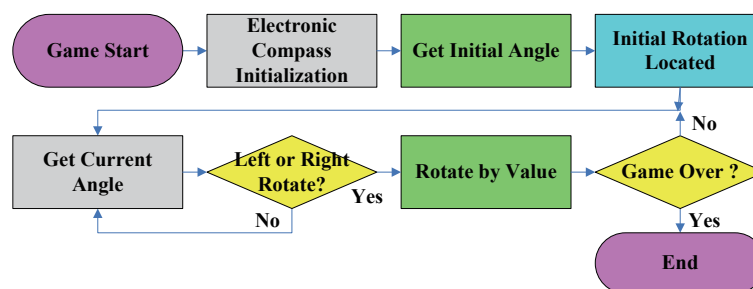 Game Start
Electronic
Compass
Initialization
Get Initial Angle
Initial Rotation
Located
Get Current
Angle
Left or Right
Rotate?
Yes
No
Rotate by Value
Game Over ?
No
Yes
End